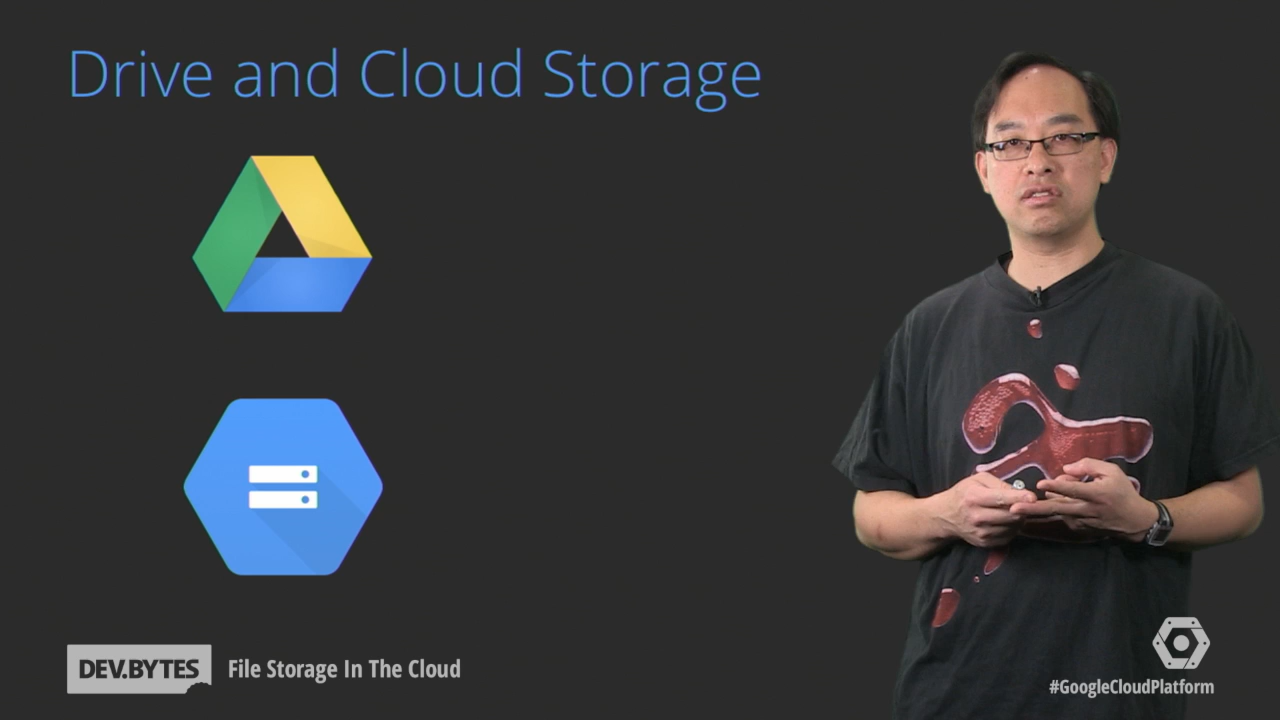 Drive and Cloud Storage
DEV.BYTES
File Storage In The Cloud
#GoogleCloudPlatform